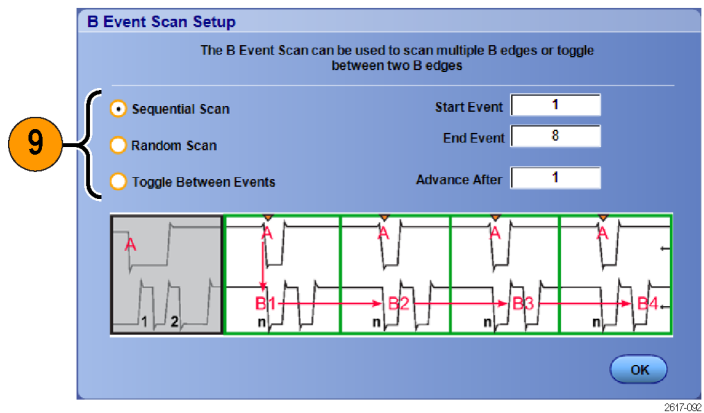 B Event Scan Setup
The B Event Scan can be used to scan multiple B edges or toggle
between two B edges
9
Sequential Scan
Random Scan
Toggle Between Events
Start Event 1
End Event 8
Advance After 1
A A A A A
B1 B2 B3 B4
1 2 n n n n
OK
2617-092